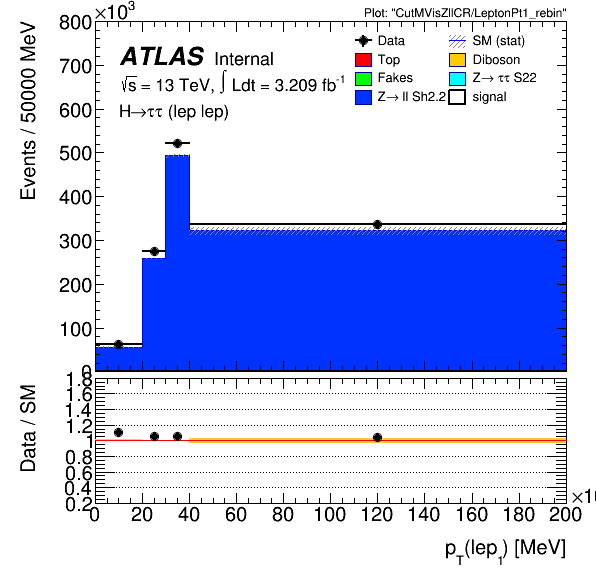 ×10³
Plot: "CutMVisZllCR/LeptonPt1_rebin"
Events / 50000 MeV
800
700
600
500
400
300
200
100
0
ATLAS Internal
√s = 13 TeV, ∫ Ldt = 3.209 fb⁻¹
H→ττ (lep lep)
Data
SM (stat)
Top
Diboson
Fakes
Z→ ττ S22
Z→ ll Sh2.2
signal
Data / SM
1.8
1.6
1.4
1.2
1
0.8
0.6
0.4
0.2
0 20 40 60 80 100 120 140 160 180 200
×10
p_T(lep_1) [MeV]